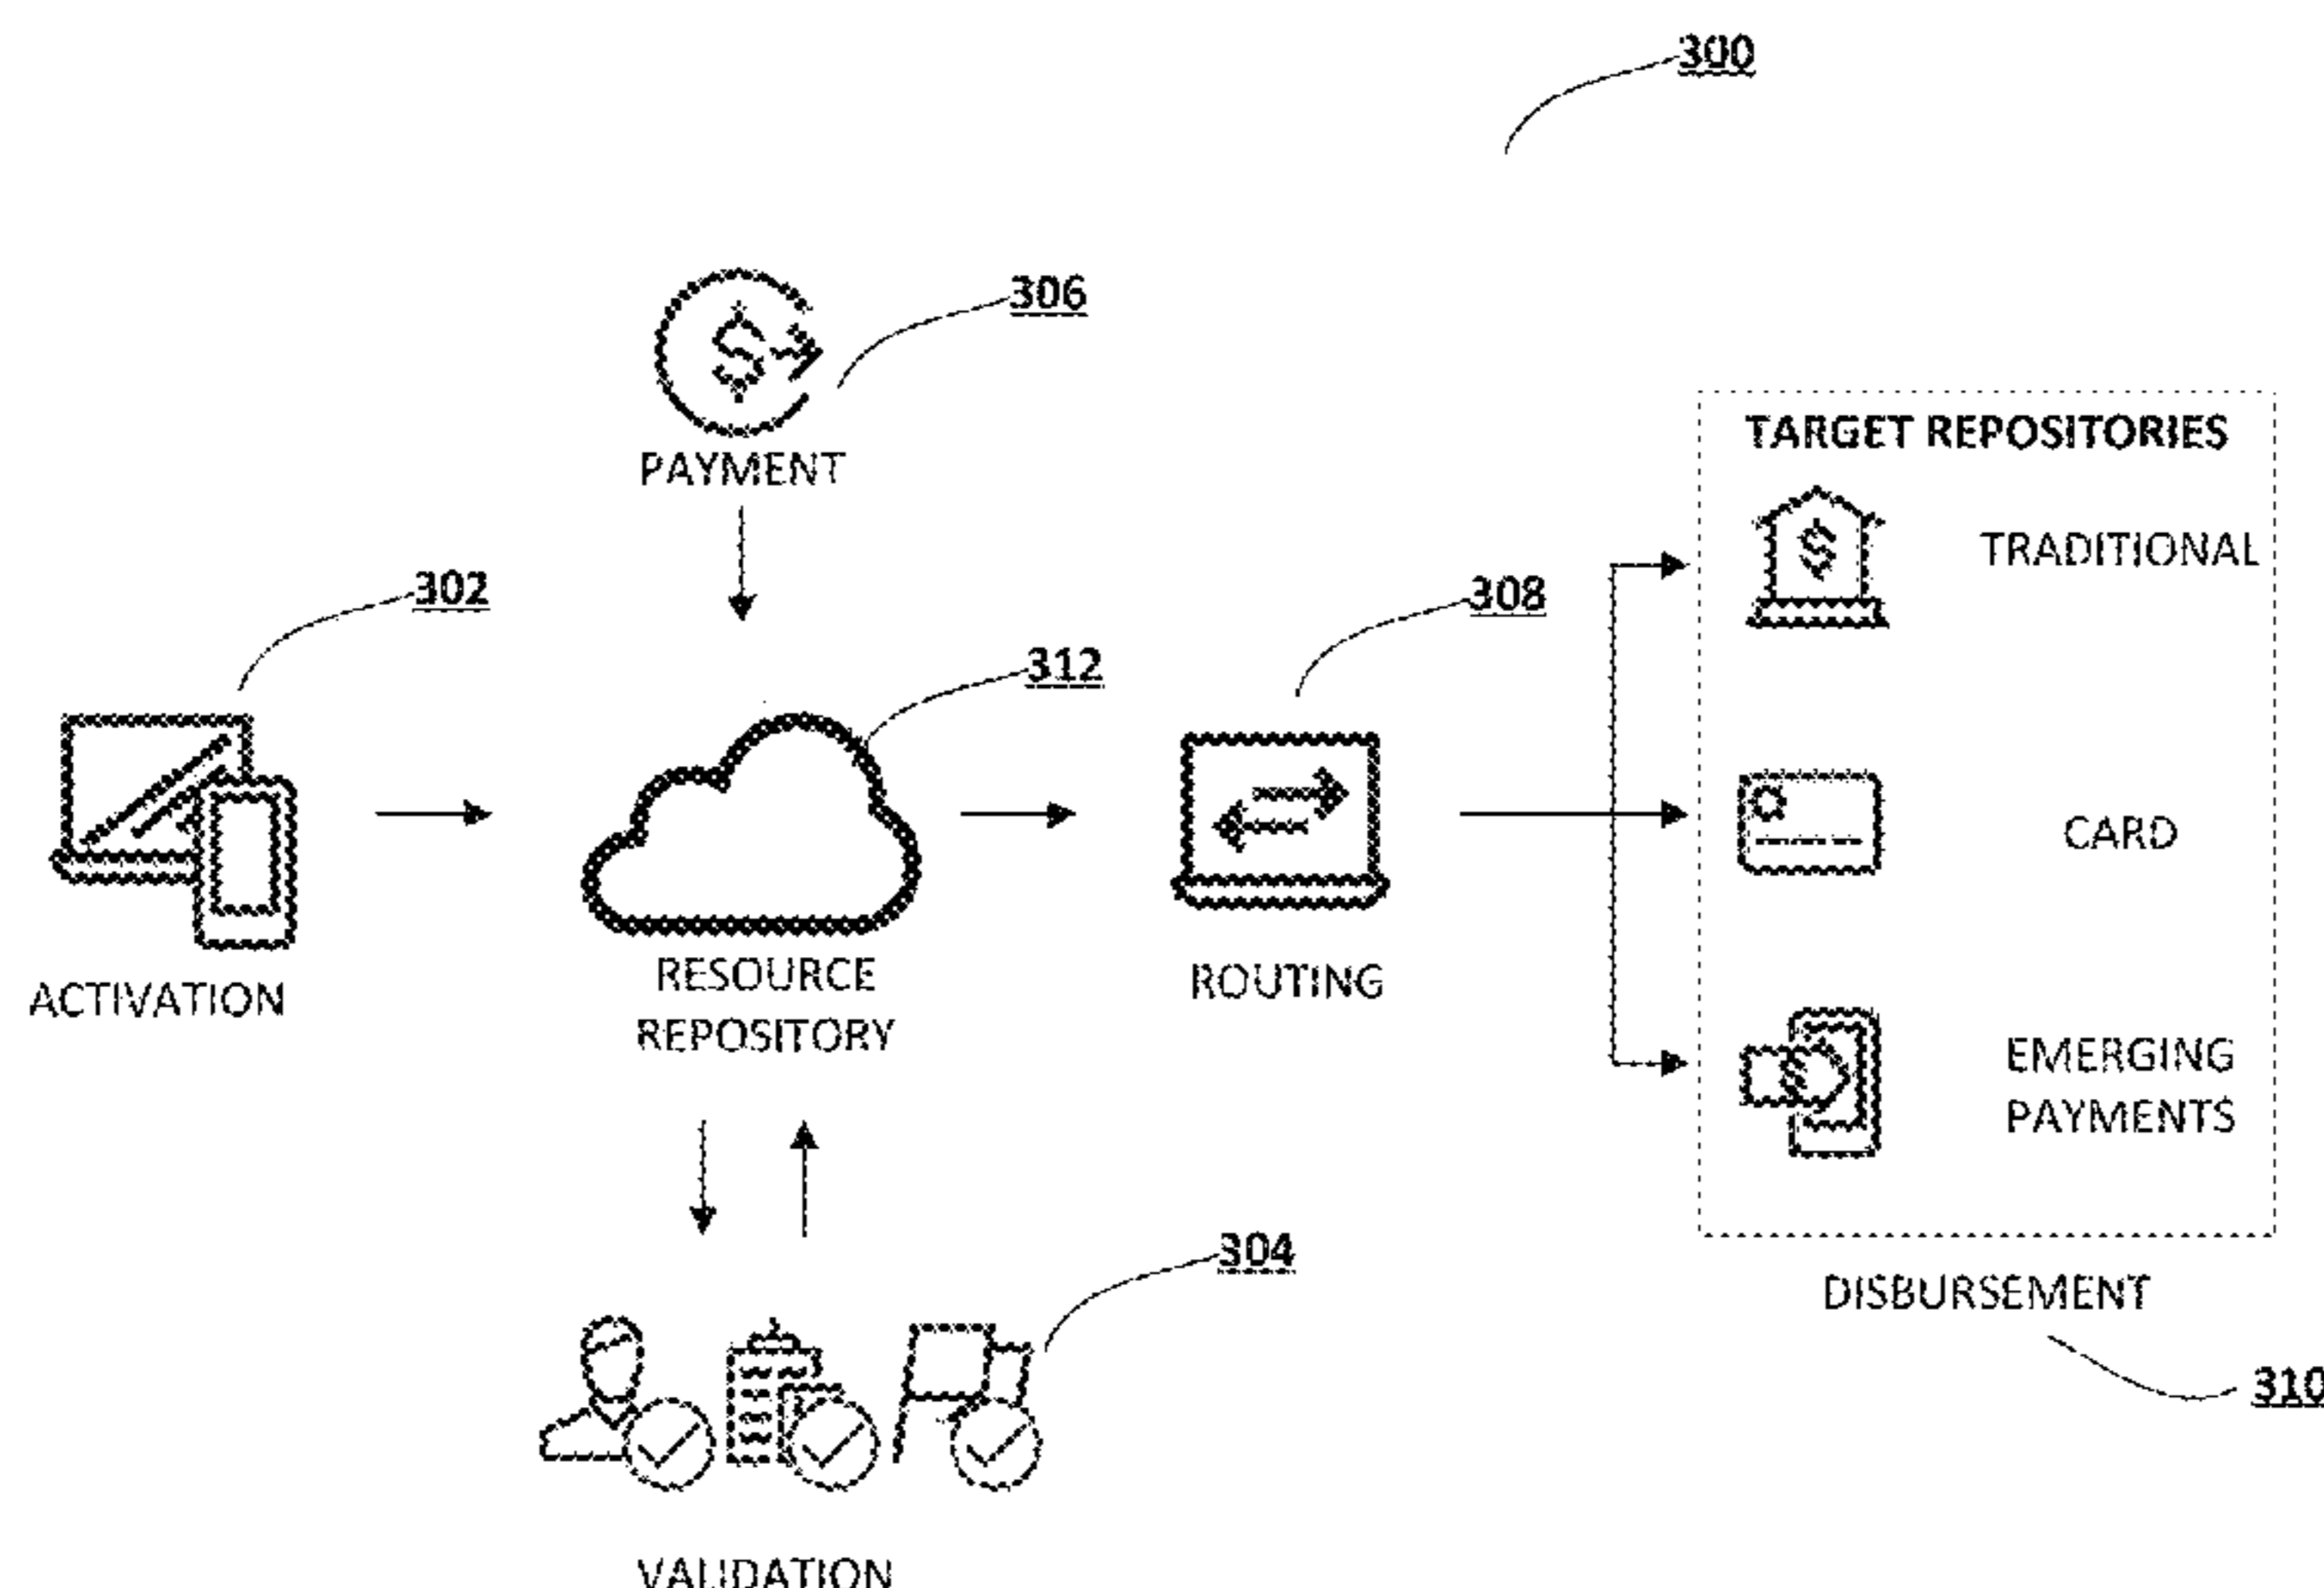 300
306
PAYMENT
TARGET REPOSITORIES
TRADITIONAL
302
308
312
CARD
ACTIVATION
RESOURCE
REPOSITORY
ROUTING
EMERGING
PAYMENTS
304
DISBURSEMENT
310
VALIDATION